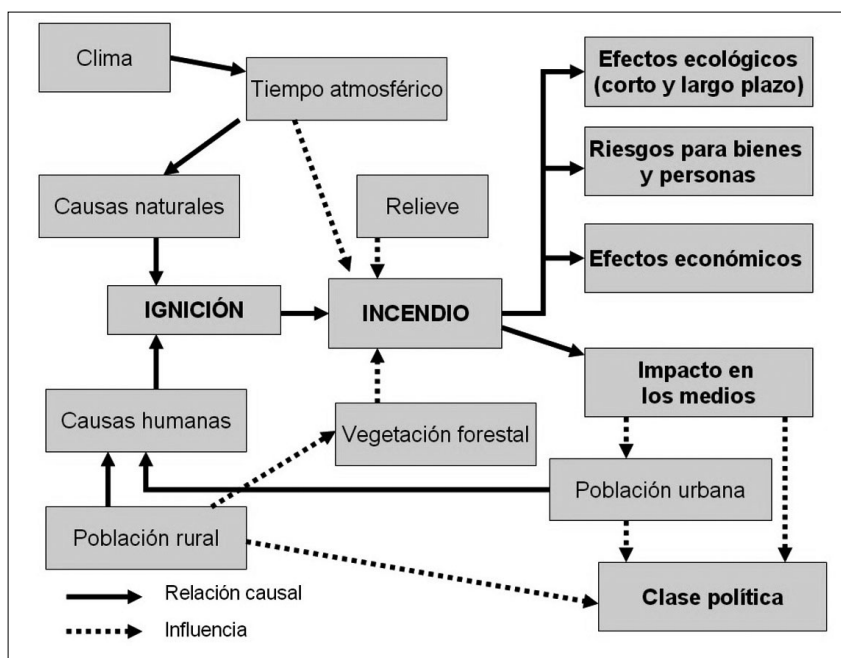 Clima
Tiempo atmosférico
Efectos ecológicos
(corto y largo plazo)
Riesgos para bienes
y personas
Causas naturales
Relieve
Efectos económicos
IGNICIÓN
INCENDIO
Impacto en
los medios
Causas humanas
Vegetación forestal
Población urbana
Población rural
Clase política
Relación causal
Influencia